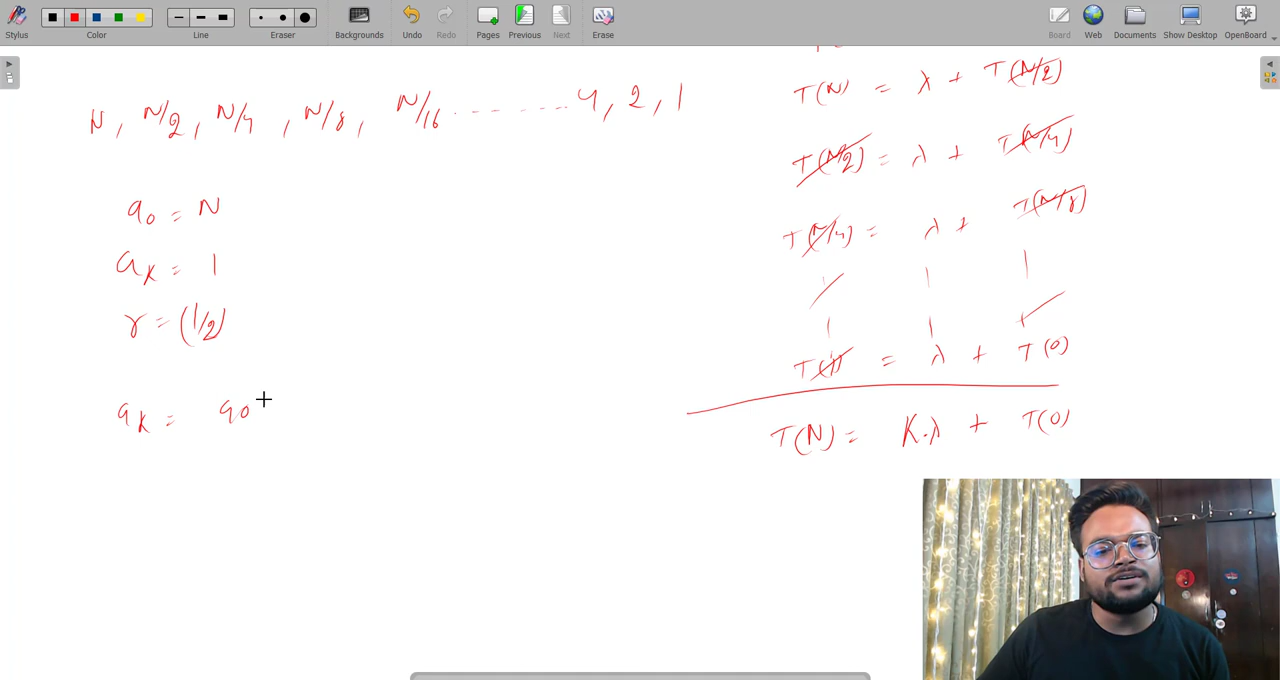 Stylus Color Line Eraser Backgrounds Undo Redo Pages Previous Next Erase Board Web Documents Show Desktop OpenBoard
N, N/2, N/4, N/8, N/16 ---------- 4, 2, 1
a0 = N
aK = 1
r = (1/2)
aK = a0
T(N) = λ + T(N/2)
T(N/2) = λ + T(N/4)
T(N/4) = λ + T(N/8)
T(1) = λ + T(0)
T(N) = K.λ + T(0)